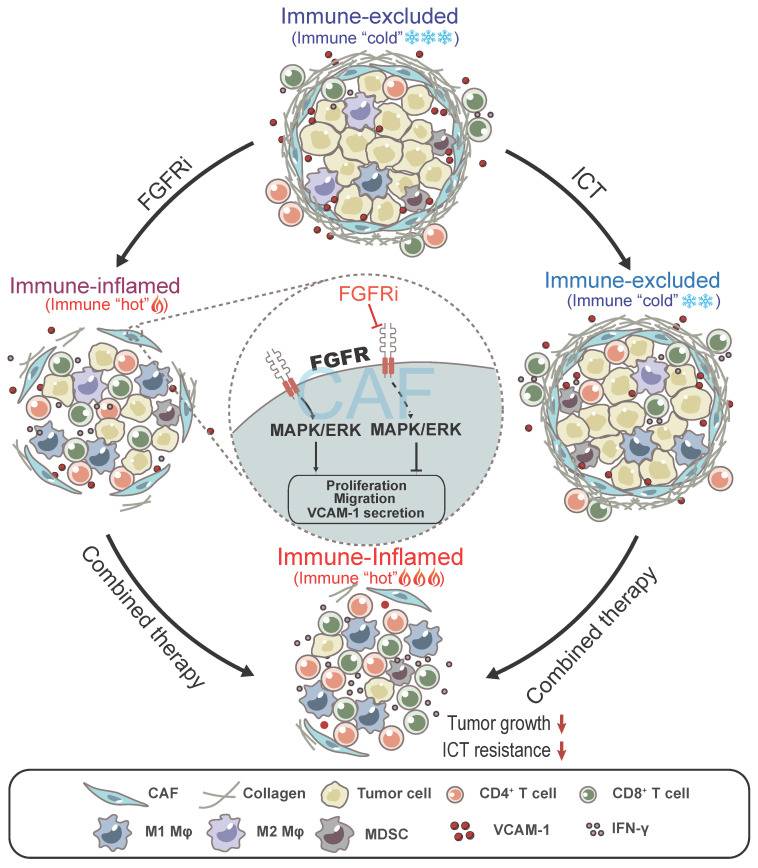 Immune-excluded
(Immune “cold”)
FGFRi
ICT
Immune-inflamed
(Immune “hot”)
Immune-excluded
(Immune “cold”)
FGFRi
FGFR
CAF
MAPK/ERK MAPK/ERK
Proliferation
Migration
VCAM-1 secretion
Immune-Inflamed
(Immune “hot”)
Combined therapy
Combined therapy
Tumor growth
ICT resistance
CAF
Collagen
Tumor cell
CD4⁺ T cell
CD8⁺ T cell
M1 Mφ
M2 Mφ
MDSC
VCAM-1
IFN-γ